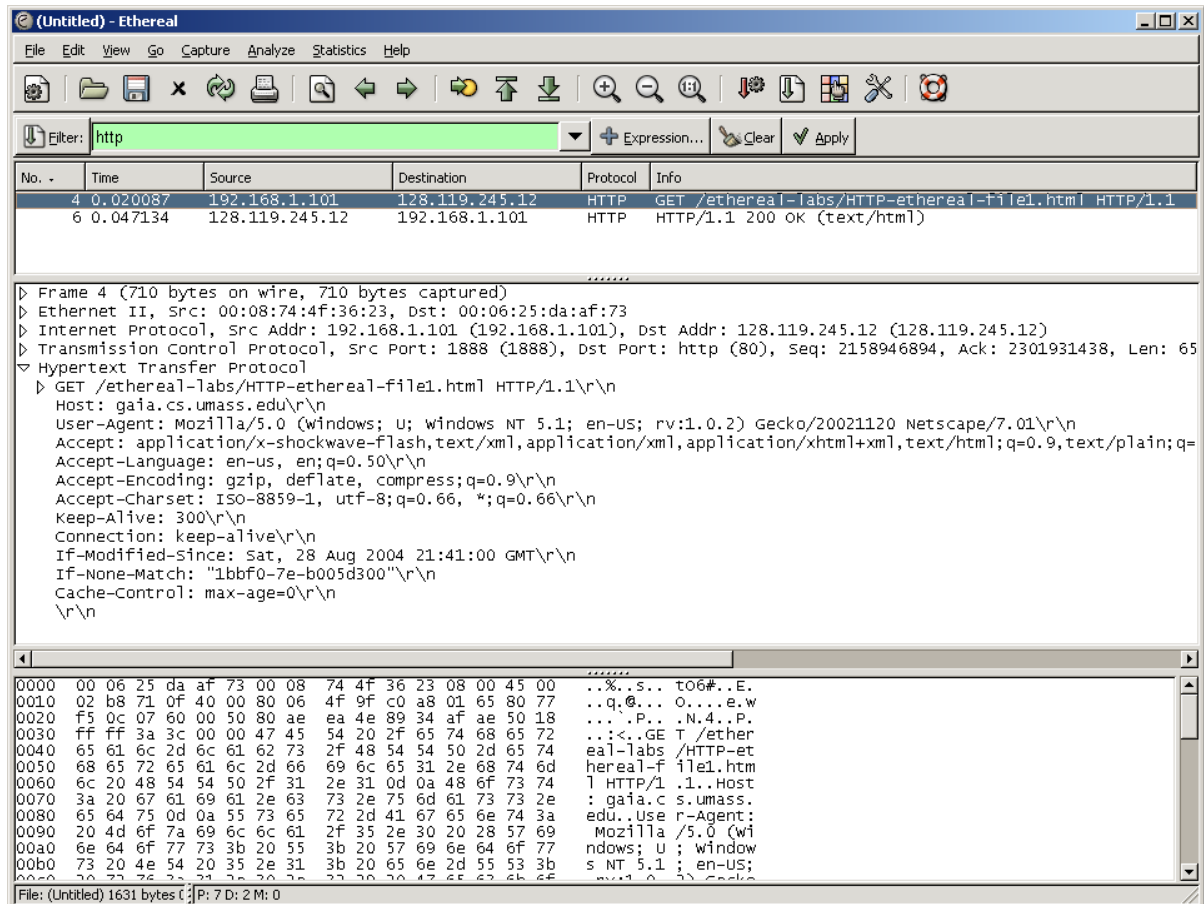 (Untitled) - Ethereal
File Edit View Go Capture Analyze Statistics Help
Filter: http Expression... Clear Apply
No. Time Source Destination Protocol Info
4 0.020087 192.168.1.101 128.119.245.12 HTTP GET /ethereal-labs/HTTP-ethereal-file1.html HTTP/1.1
6 0.047134 128.119.245.12 192.168.1.101 HTTP HTTP/1.1 200 OK (text/html)
Frame 4 (710 bytes on wire, 710 bytes captured)
Ethernet II, Src: 00:08:74:4f:36:23, Dst: 00:06:25:da:af:73
Internet Protocol, Src Addr: 192.168.1.101 (192.168.1.101), Dst Addr: 128.119.245.12 (128.119.245.12)
Transmission Control Protocol, Src Port: 1888 (1888), Dst Port: http (80), Seq: 2158946894, Ack: 2301931438, Len: 65
Hypertext Transfer Protocol
GET /ethereal-labs/HTTP-ethereal-file1.html HTTP/1.1\r\n
Host: gaia.cs.umass.edu\r\n
User-Agent: Mozilla/5.0 (Windows; U; Windows NT 5.1; en-US; rv:1.0.2) Gecko/20021120 Netscape/7.01\r\n
Accept: application/x-shockwave-flash,text/xml,application/xml,application/xhtml+xml,text/html;q=0.9,text/plain;q=
Accept-Language: en-us, en;q=0.50\r\n
Accept-Encoding: gzip, deflate, compress;q=0.9\r\n
Accept-Charset: ISO-8859-1, utf-8;q=0.66, *;q=0.66\r\n
Keep-Alive: 300\r\n
Connection: keep-alive\r\n
If-Modified-Since: Sat, 28 Aug 2004 21:41:00 GMT\r\n
If-None-Match: "1bbf0-7e-b005d300"\r\n
Cache-Control: max-age=0\r\n
\r\n
0000 00 06 25 da af 73 00 08 74 4f 36 23 08 00 45 00 ..%..s.. tO6#..E.
0010 02 b8 71 0f 40 00 80 06 4f 9f c0 a8 01 65 80 77 ..q.@... O....e.w
0020 f5 0c 07 60 00 50 80 ae ea 4e 89 34 af ae 50 18 ...`.P.. .N.4..P.
0030 ff ff 3a 3c 00 00 47 45 54 20 2f 65 74 68 65 72 ..:<..GE T /ether
0040 65 61 6c 2d 6c 61 62 73 2f 48 54 54 50 2d 65 74 eal-labs /HTTP-et
0050 68 65 72 65 61 6c 2d 66 69 6c 65 31 2e 68 74 6d hereal-f ile1.htm
0060 6c 20 48 54 54 50 2f 31 2e 31 0d 0a 48 6f 73 74 l HTTP/1 .1..Host
0070 3a 20 67 61 69 61 2e 63 73 2e 75 6d 61 73 73 2e : gaia.c s.umass.
0080 65 64 75 0d 0a 55 73 65 72 2d 41 67 65 6e 74 3a edu..Use r-Agent:
0090 20 4d 6f 7a 69 6c 6c 61 2f 35 2e 30 20 28 57 69 Mozilla /5.0 (Wi
00a0 6e 64 6f 77 73 3b 20 55 3b 20 57 69 6e 64 6f 77 ndows; U ; Window
00b0 73 20 4e 54 20 35 2e 31 3b 20 65 6e 2d 55 53 3b s NT 5.1 ; en-US;
File: (Untitled) 1631 bytes P: 7 D: 2 M: 0